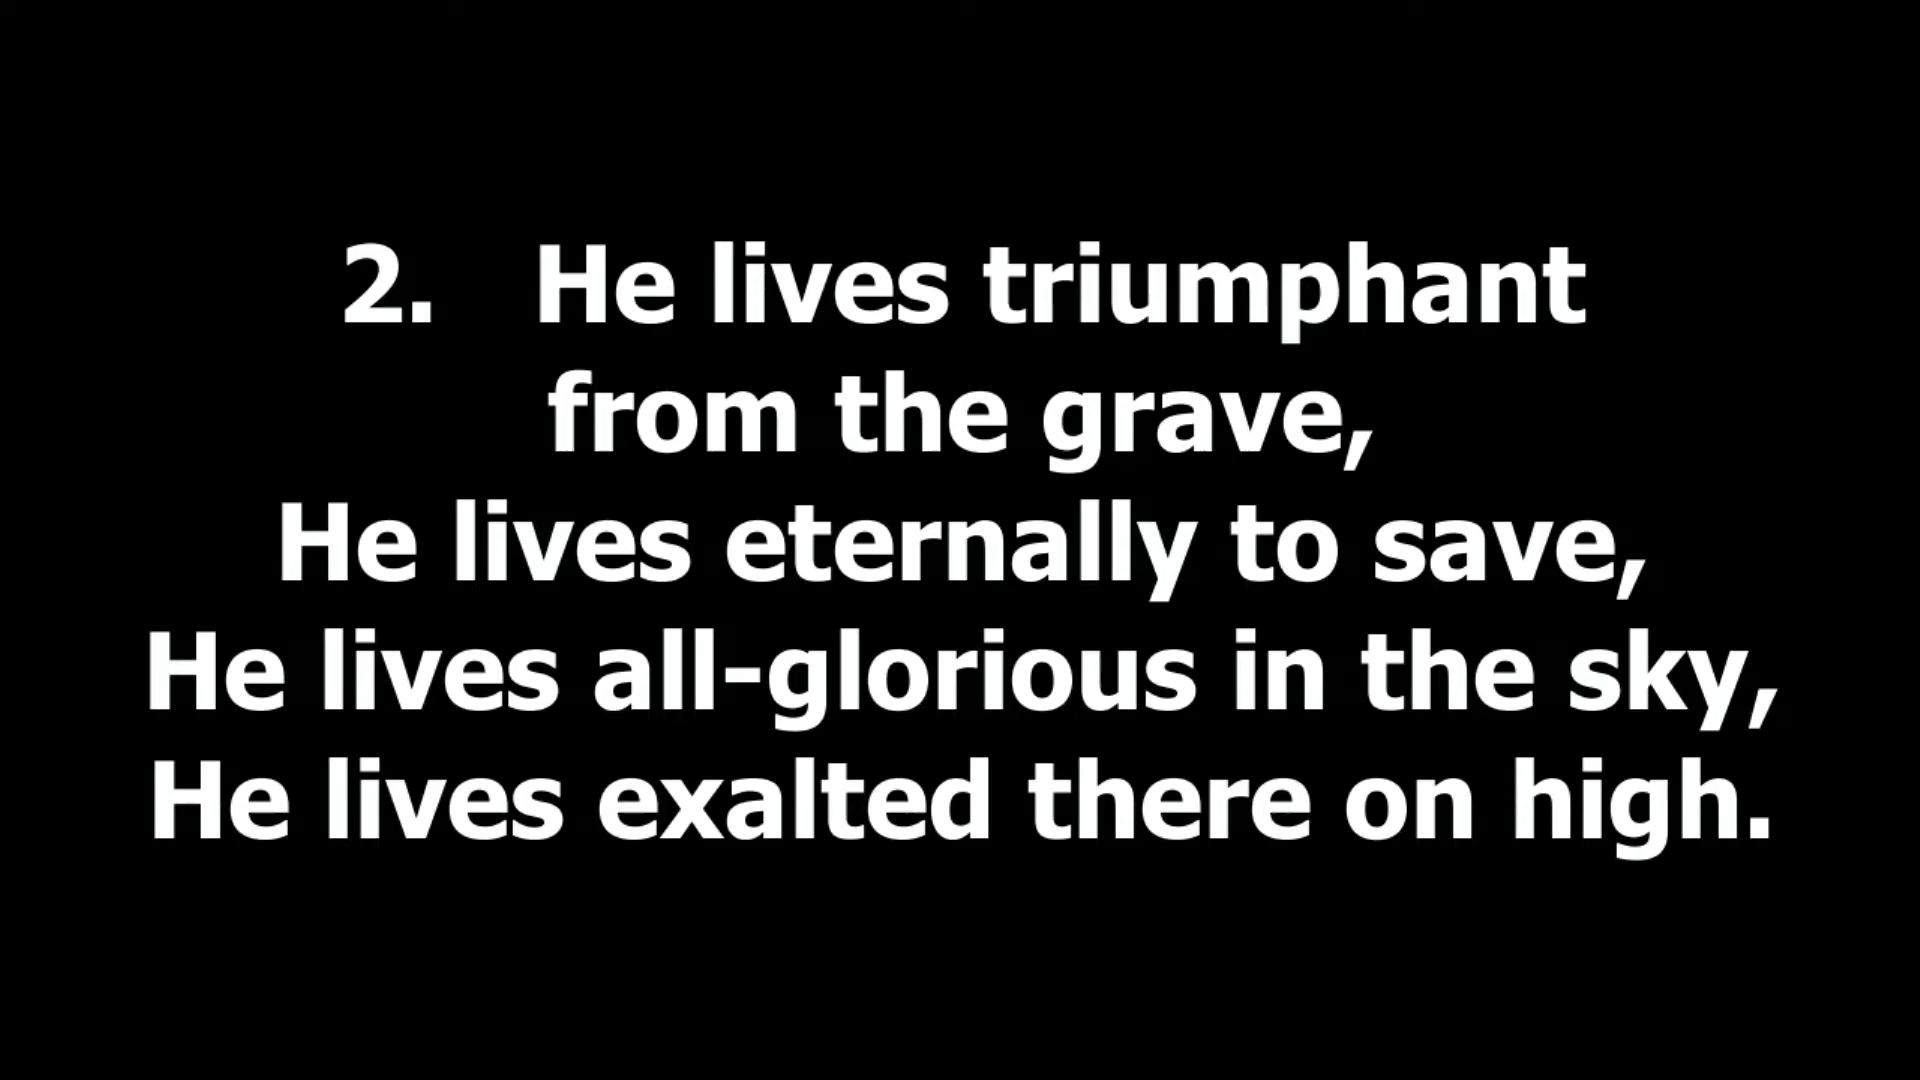 2. He lives triumphant
from the grave,
He lives eternally to save,
He lives all-glorious in the sky,
He lives exalted there on high.